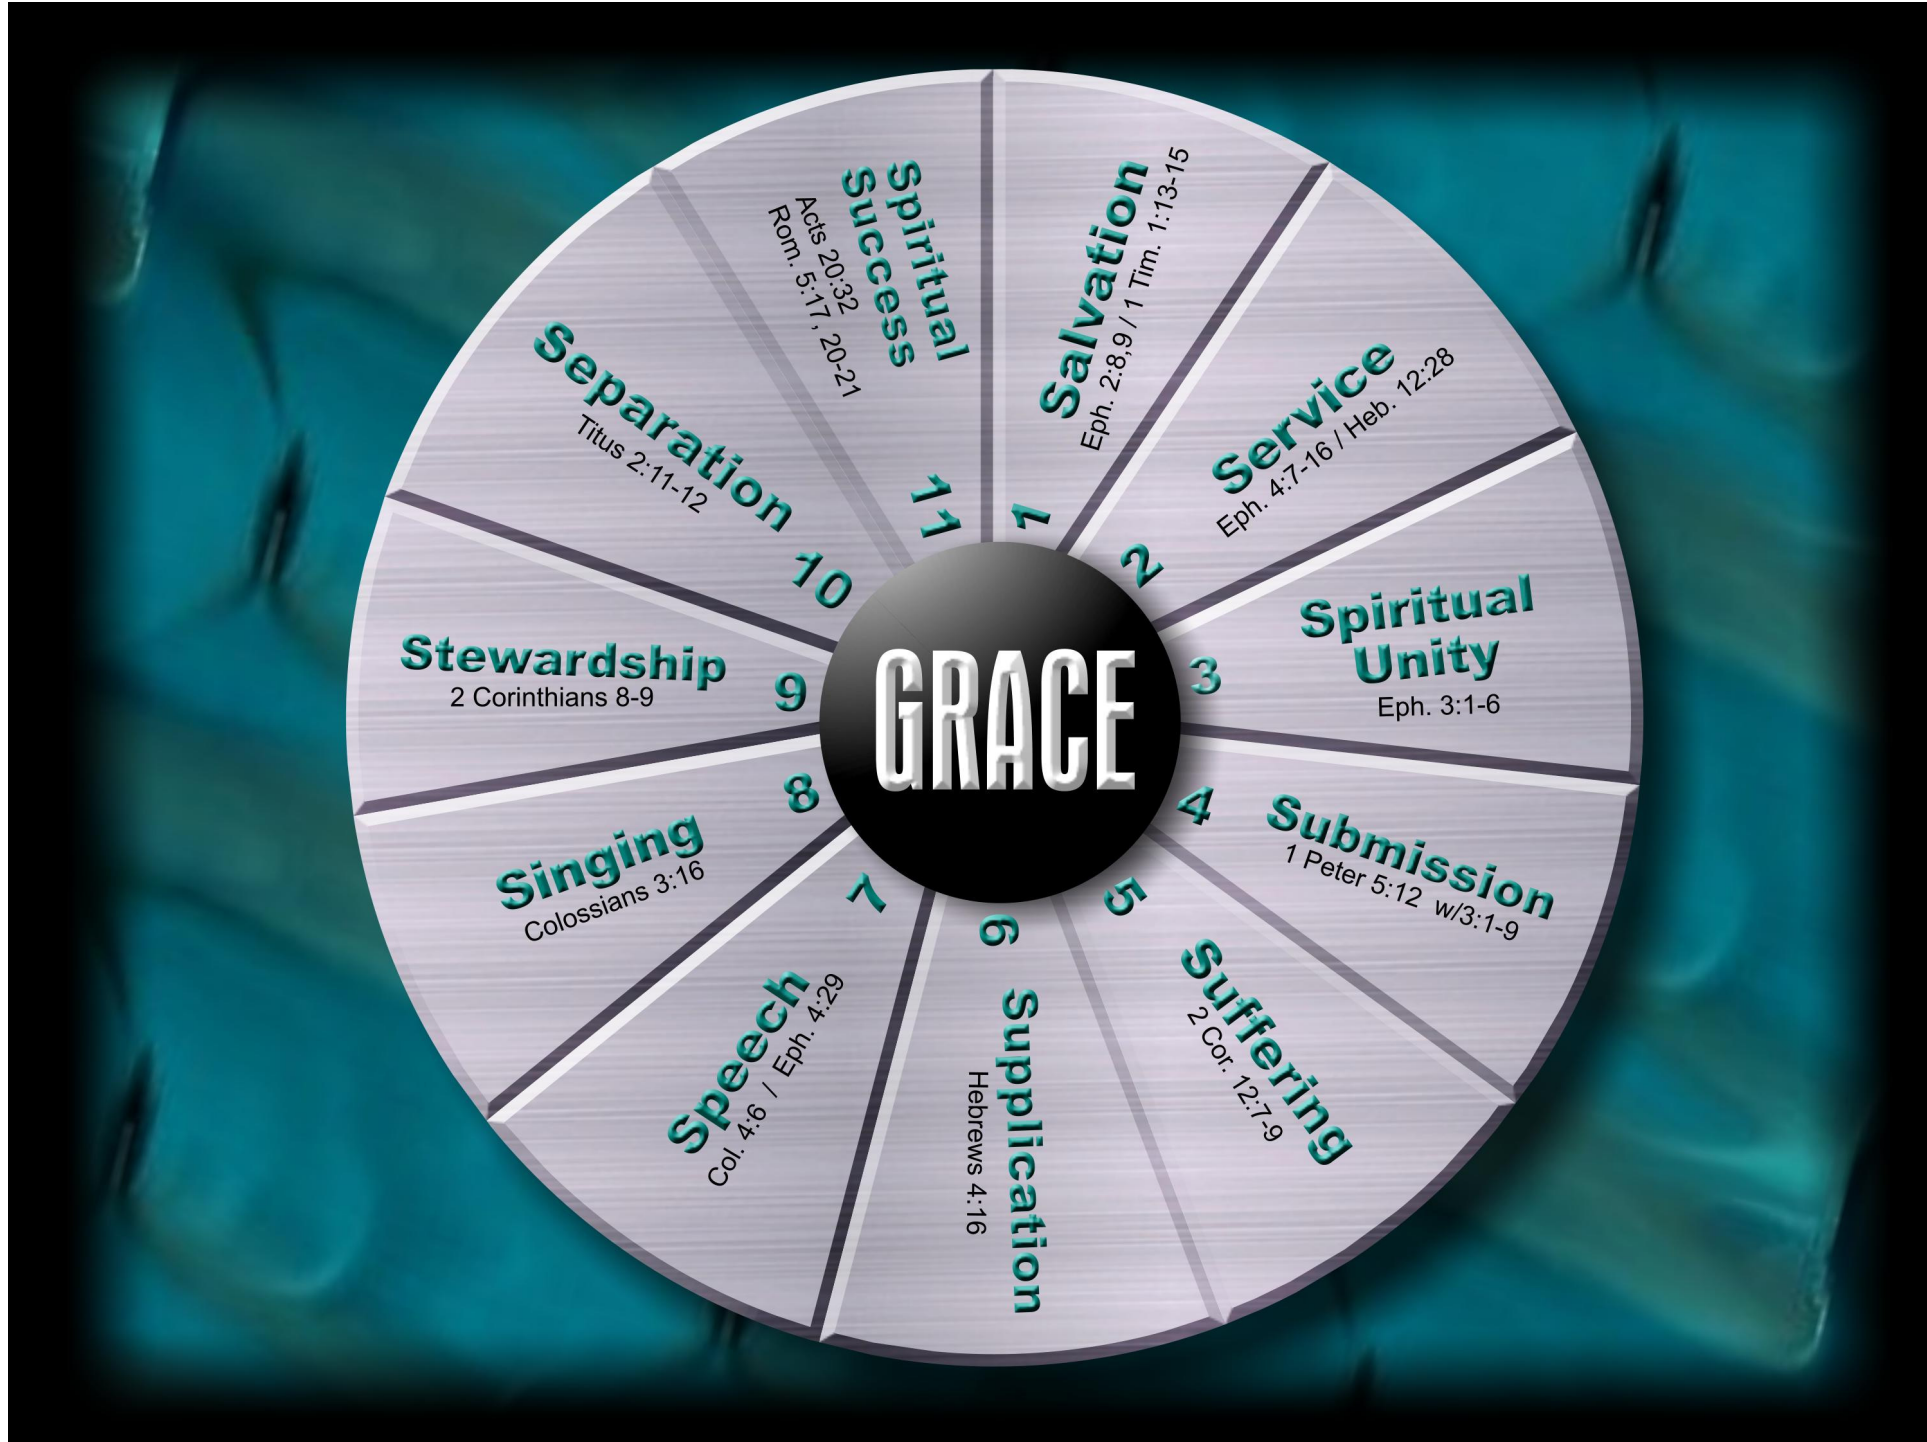 GRACE
1
Salvation
Eph. 2:8,9 / 1 Tim. 1:13-15
2
Service
Eph. 4:7-16 / Heb. 12:28
3
Spiritual
Unity
Eph. 3:1-6
4
Submission
1 Peter 5:12 w/3:1-9
5
Suffering
2 Cor. 12:7-9
6
Supplication
Hebrews 4:16
7
Speech
Col. 4:6 / Eph. 4:29
8
Singing
Colossians 3:16
9
Stewardship
2 Corinthians 8-9
10
Separation
Titus 2:11-12
11
Spiritual
Success
Acts 20:32
Rom. 5:17, 20-21